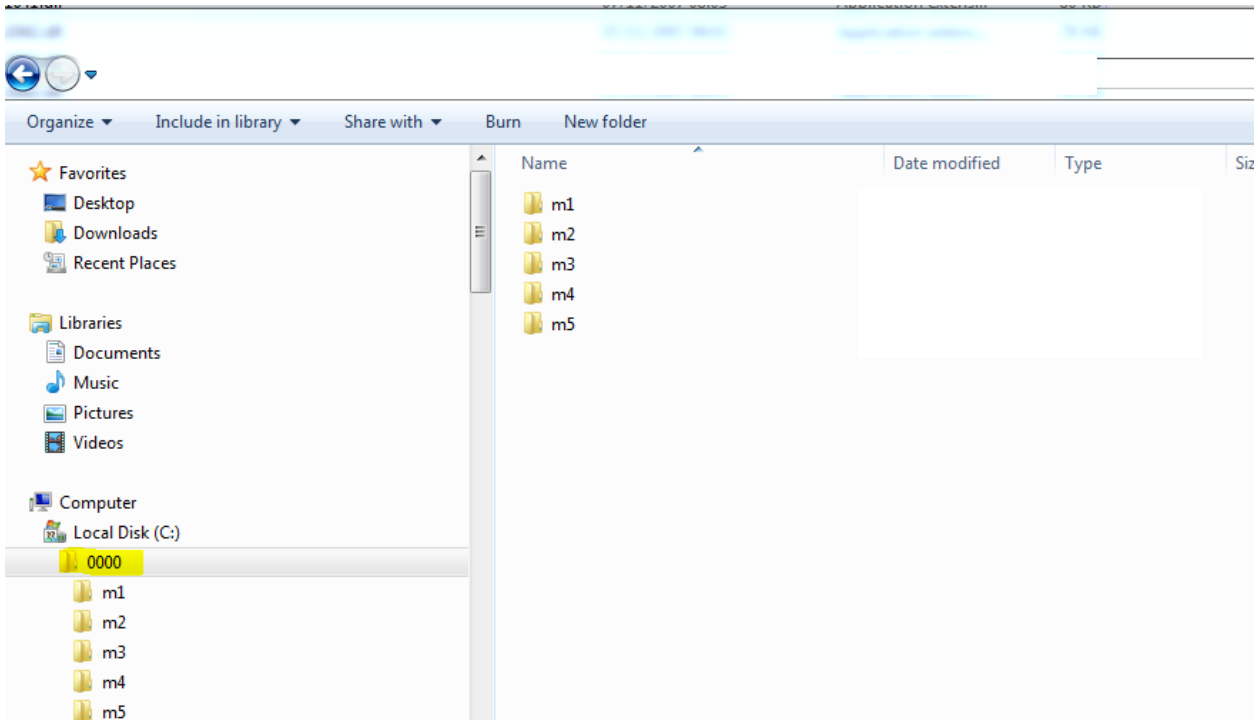 Organize Include in library Share with Burn New folder
Favorites
Desktop
Downloads
Recent Places
Libraries
Documents
Music
Pictures
Videos
Computer
Local Disk (C:)
0000
m1
m2
m3
m4
m5
Name Date modified Type Siz
m1
m2
m3
m4
m5